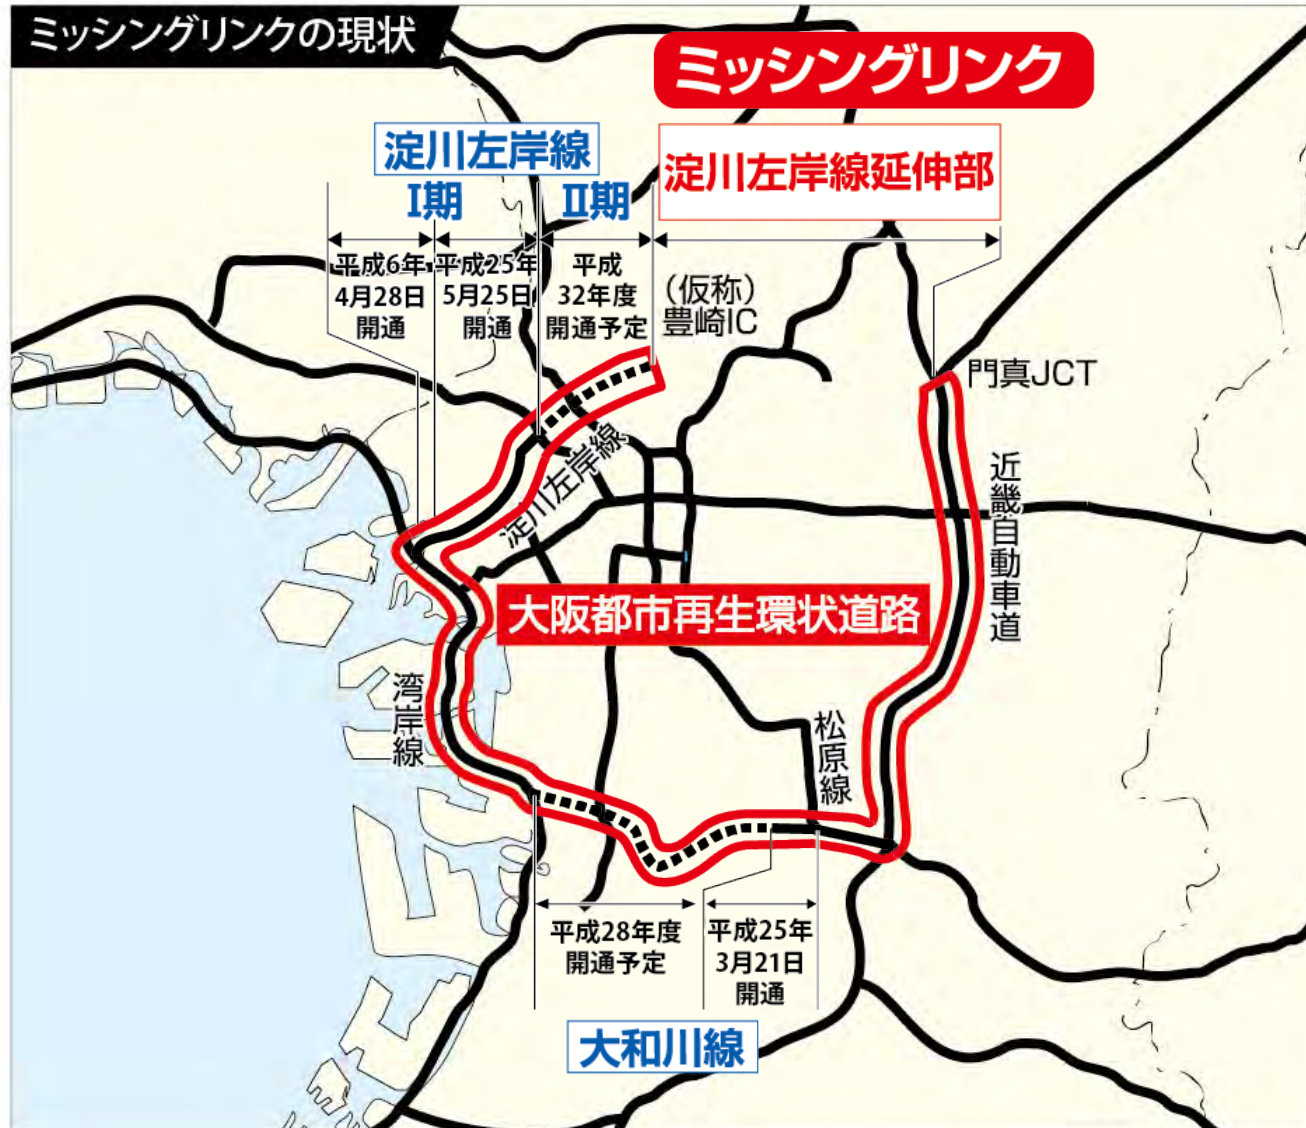 ミッシングリンクの現状
ミッシングリンク
淀川左岸線
淀川左岸線延伸部
Ⅰ期
Ⅱ期
平成6年
4月28日
開通
平成25年
5月25日
開通
平成
32年度
開通予定
（仮称）
豊崎IC
門真JCT
淀川左岸線
近畿自動車道
大阪都市再生環状道路
湾岸線
松原線
平成28年度
開通予定
平成25年
3月21日
開通
大和川線